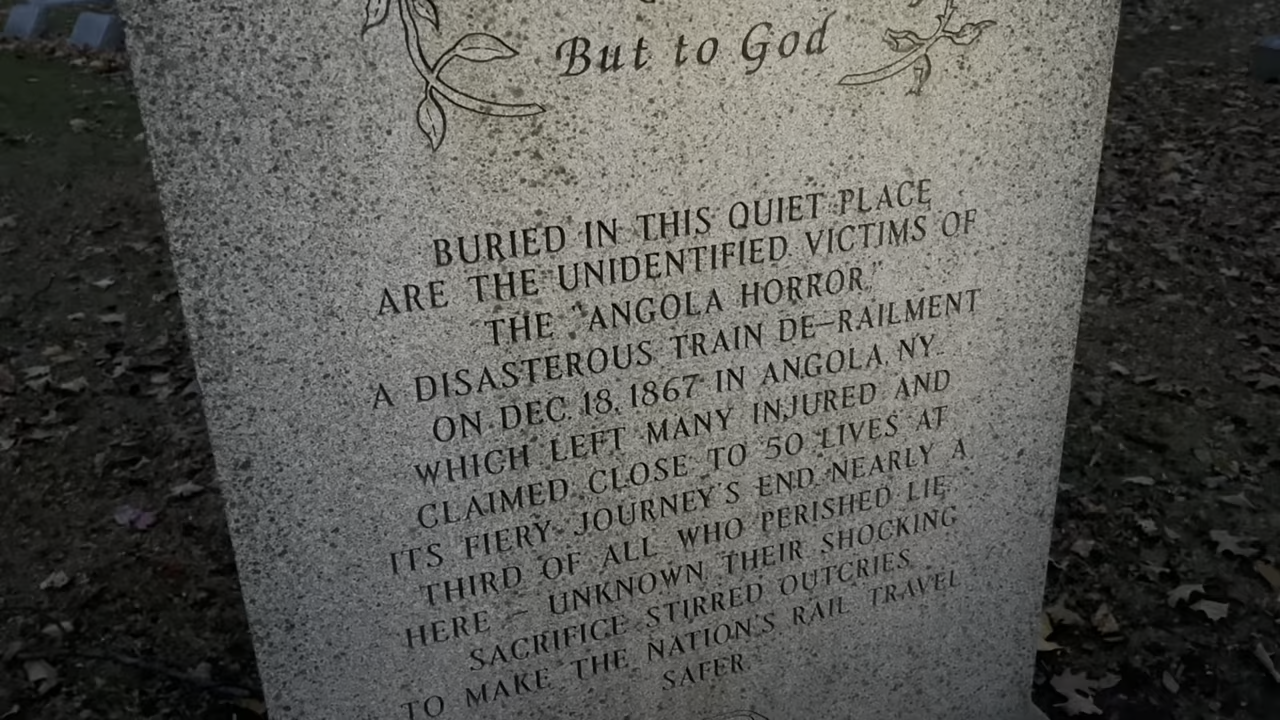 But to God
BURIED IN THIS QUIET PLACE
ARE THE UNIDENTIFIED VICTIMS OF
THE "ANGOLA HORROR,"
A DISASTEROUS TRAIN DE-RAILMENT
ON DEC. 18, 1867 IN ANGOLA, NY.
WHICH LEFT MANY INJURED AND
CLAIMED CLOSE TO 50 LIVES AT
ITS FIERY JOURNEY'S END NEARLY A
THIRD OF ALL WHO PERISHED LIE
HERE - UNKNOWN THEIR SHOCKING
SACRIFICE STIRRED OUTCRIES
TO MAKE THE NATION'S RAIL TRAVEL
SAFER